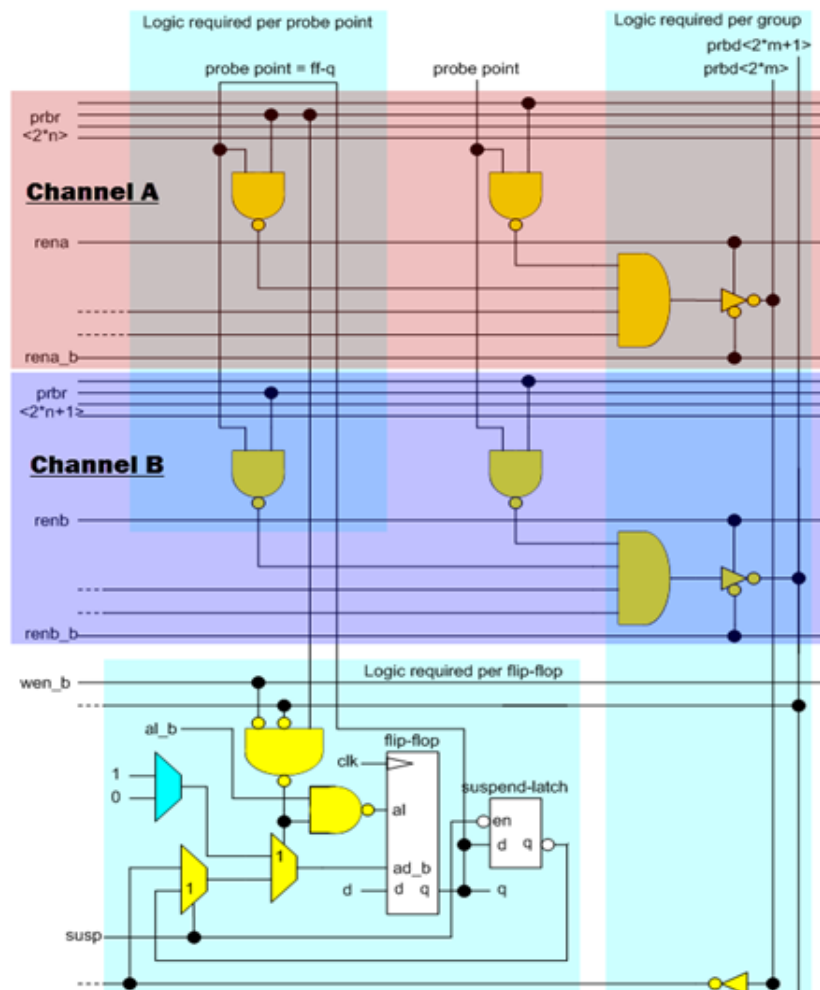 Logic required per probe point
Logic required per group
prbd<2*m+1>
probe point = ff-q
probe point
prbd<2*m>
prbr
<2*n>
Channel A
rena
rena_b
prbr
<2*n+1>
Channel B
renb
renb_b
Logic required per flip-flop
wen_b
al_b
flip-flop
clk
suspend-latch
1
0
al
en
d q
1
ad_b
1
d
d q
q
susp